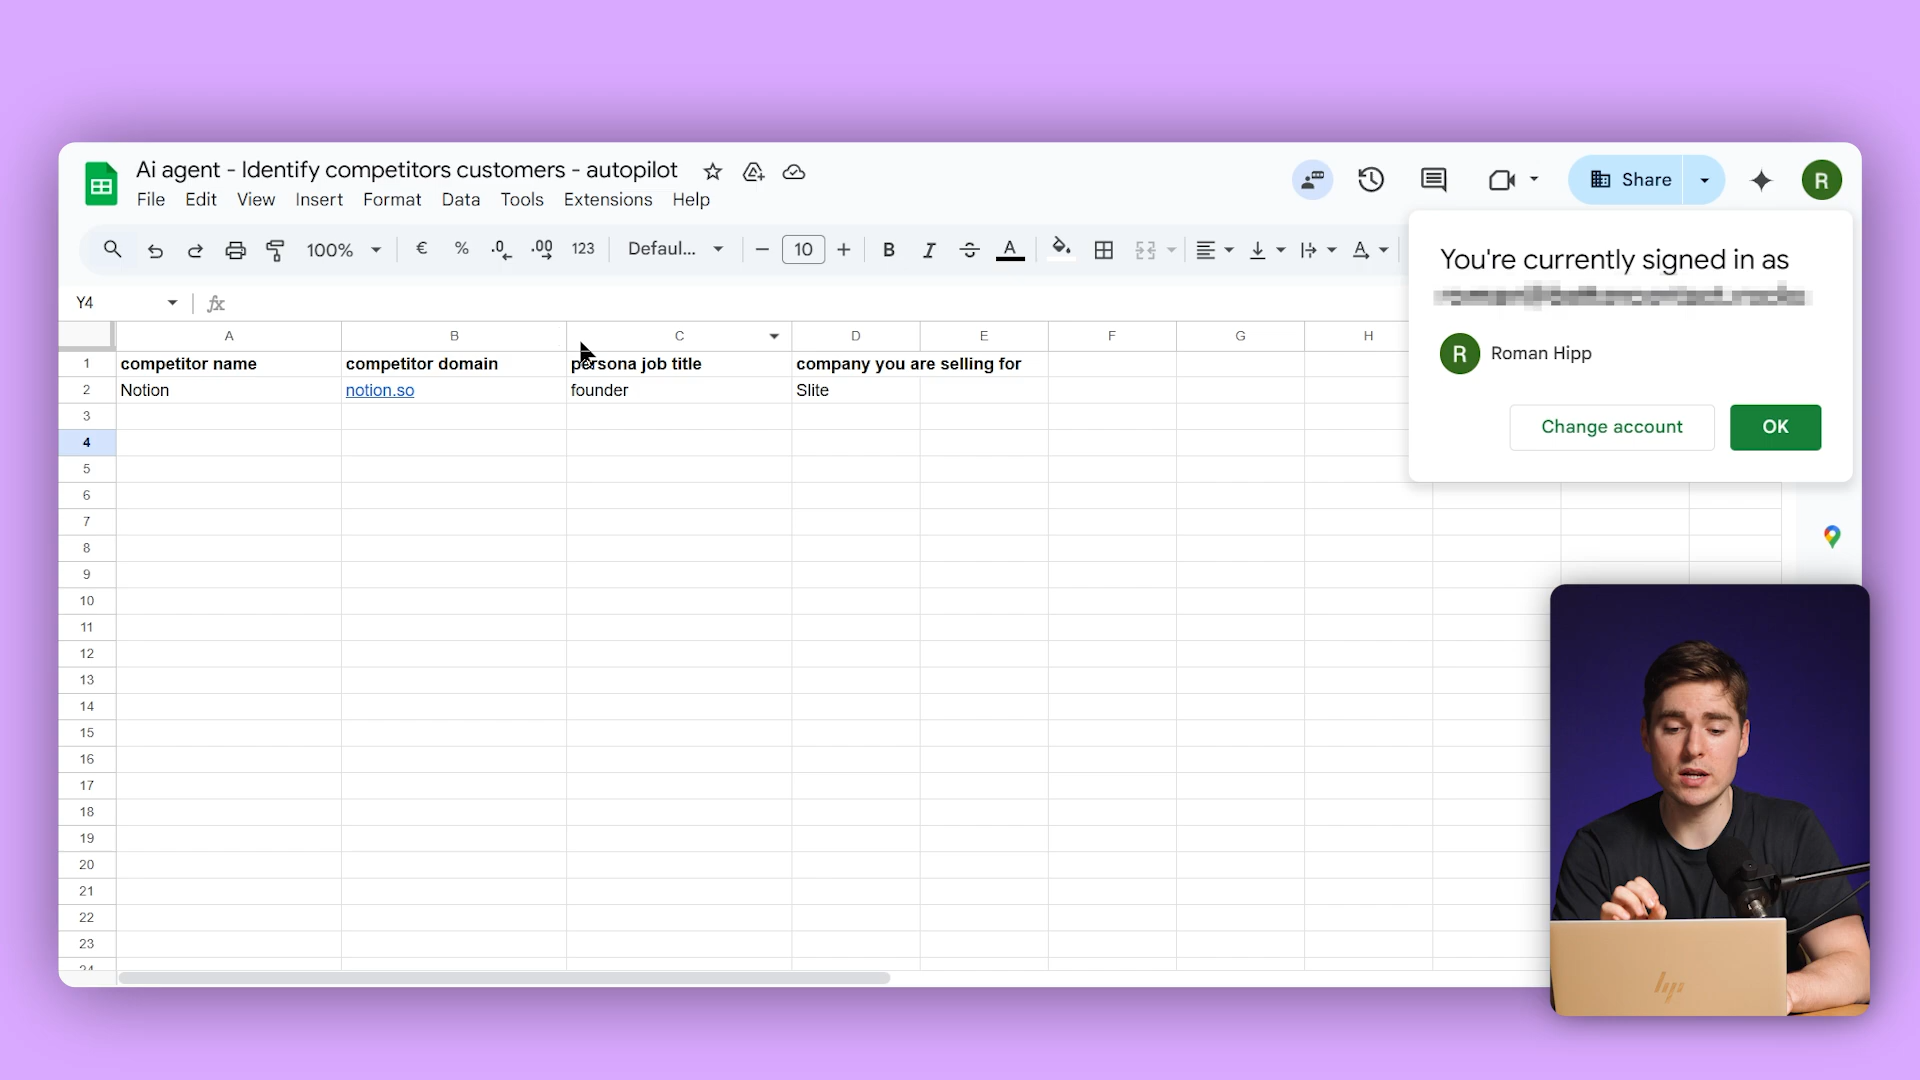 Ai agent - Identify competitors customers - autopilot
File Edit View Insert Format Data Tools Extensions Help
Share
R
100% € % .0 .00 123 Defaul... 10 B I A A
You're currently signed in as
R Roman Hipp
Change account OK
Y4 fx
A B C D E F G H
1 competitor name competitor domain persona job title company you are selling for
2 Notion notion.so founder Slite
3
4
5
6
7
8
9
10
11
12
13
14
15
16
17
18
19
20
21
22
23
24
hp